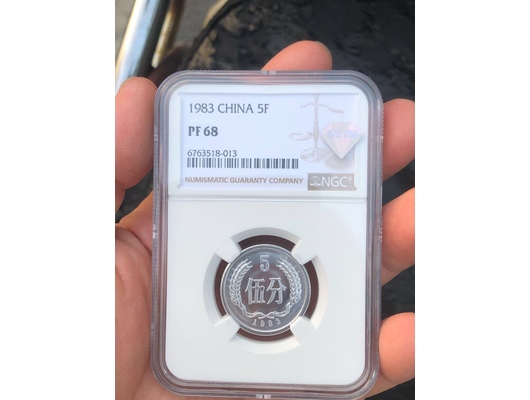 1983 CHINA 5F
PF 68
6763518-013
NUMISMATIC GUARANTY COMPANY
NGC
5
伍分
1983